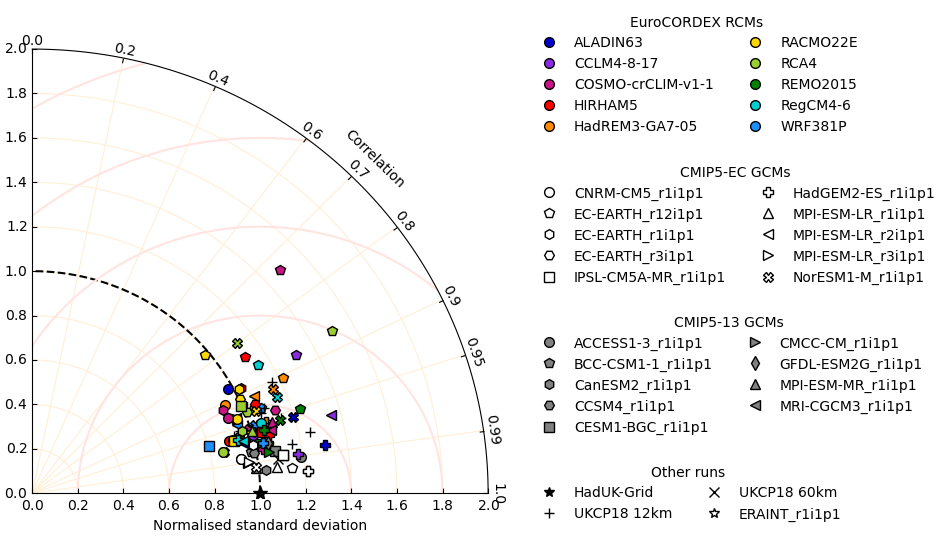 0.0
0.2
0.4
0.6
Correlation
0.7
0.8
0.9
0.95
0.99
1.0
2.0
1.8
1.6
1.4
1.2
1.0
0.8
0.6
0.4
0.2
0.0
0.0 0.2 0.4 0.6 0.8 1.0 1.2 1.4 1.6 1.8 2.0
Normalised standard deviation
EuroCORDEX RCMs
ALADIN63 RACMO22E
CCLM4-8-17 RCA4
COSMO-crCLIM-v1-1 REMO2015
HIRHAM5 RegCM4-6
HadREM3-GA7-05 WRF381P
CMIP5-EC GCMs
CNRM-CM5_r1i1p1 HadGEM2-ES_r1i1p1
EC-EARTH_r12i1p1 MPI-ESM-LR_r1i1p1
EC-EARTH_r1i1p1 MPI-ESM-LR_r2i1p1
EC-EARTH_r3i1p1 MPI-ESM-LR_r3i1p1
IPSL-CM5A-MR_r1i1p1 NorESM1-M_r1i1p1
CMIP5-13 GCMs
ACCESS1-3_r1i1p1 CMCC-CM_r1i1p1
BCC-CSM1-1_r1i1p1 GFDL-ESM2G_r1i1p1
CanESM2_r1i1p1 MPI-ESM-MR_r1i1p1
CCSM4_r1i1p1 MRI-CGCM3_r1i1p1
CESM1-BGC_r1i1p1
Other runs
HadUK-Grid UKCP18 60km
UKCP18 12km ERAINT_r1i1p1